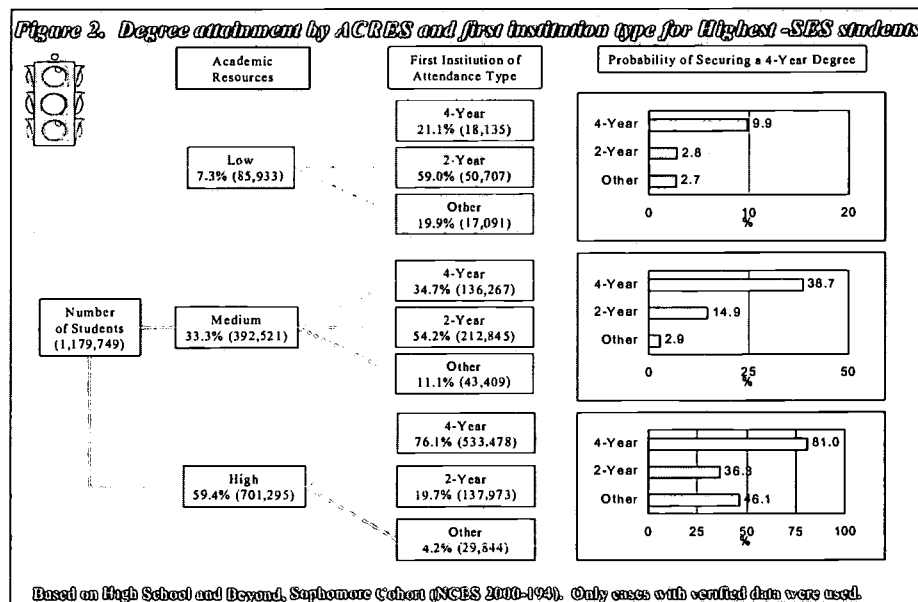 Figure 2. Degree attainment by ACRES and first institution type for Highest -SES students
Academic
Resources
First Institution of
Attendance Type
Probability of Securing a 4-Year Degree
Number
of Students
(1,179,749)
Low
7.3% (85,933)
4-Year
21.1% (18,135)
2-Year
59.0% (50,707)
Other
19.9% (17,091)
4-Year 9.9
2-Year 2.8
Other 2.7
0 10 20
%
Medium
33.3% (392,521)
4-Year
34.7% (136,267)
2-Year
54.2% (212,845)
Other
11.1% (43,409)
4-Year 38.7
2-Year 14.9
Other 2.9
0 25 50
%
High
59.4% (701,295)
4-Year
76.1% (533,478)
2-Year
19.7% (137,973)
Other
4.2% (29,844)
4-Year 81.0
2-Year 36.3
Other 46.1
0 25 50 75 100
%
Based on High School and Beyond, Sophomore Cohort (NCES 2000-194). Only cases with verified data were used.